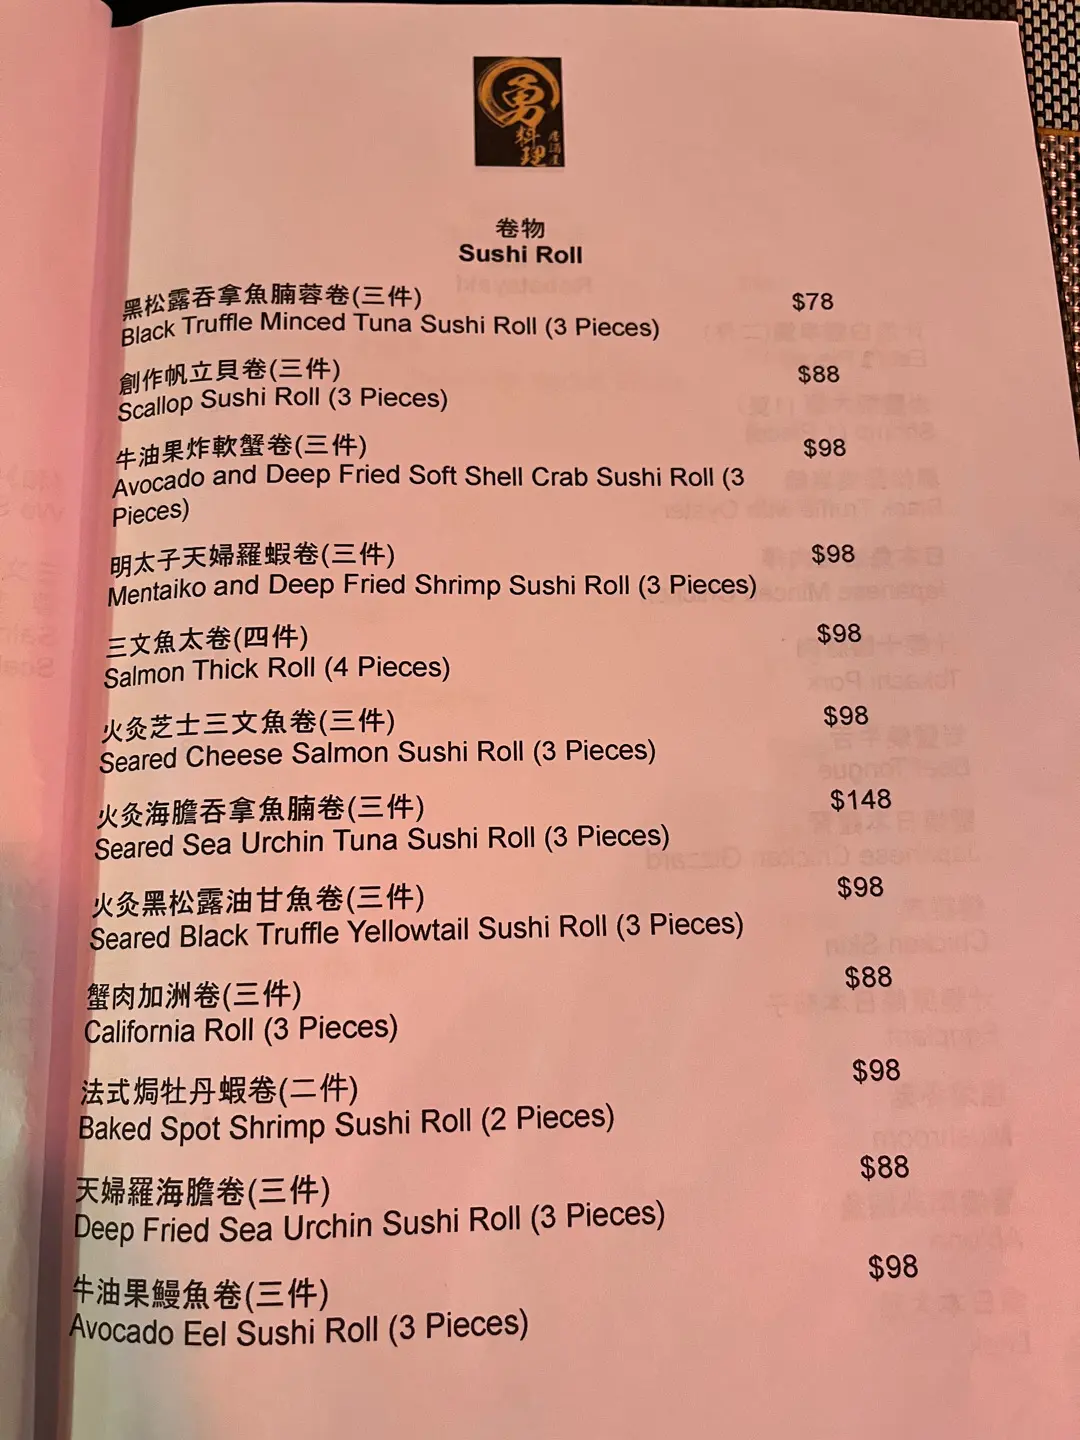 勇
料理
居酒屋
卷物
Sushi Roll
黑松露吞拿魚腩蓉卷(三件) $78
Black Truffle Minced Tuna Sushi Roll (3 Pieces)
創作帆立貝卷(三件) $88
Scallop Sushi Roll (3 Pieces)
牛油果炸軟蟹卷(三件) $98
Avocado and Deep Fried Soft Shell Crab Sushi Roll (3
Pieces)
明太子天婦羅蝦卷(三件) $98
Mentaiko and Deep Fried Shrimp Sushi Roll (3 Pieces)
三文魚太卷(四件) $98
Salmon Thick Roll (4 Pieces)
火灸芝士三文魚卷(三件) $98
Seared Cheese Salmon Sushi Roll (3 Pieces)
火灸海膽吞拿魚腩卷(三件) $148
Seared Sea Urchin Tuna Sushi Roll (3 Pieces)
火灸黑松露油甘魚卷(三件) $98
Seared Black Truffle Yellowtail Sushi Roll (3 Pieces)
蟹肉加洲卷(三件) $88
California Roll (3 Pieces)
法式焗牡丹蝦卷(二件) $98
Baked Spot Shrimp Sushi Roll (2 Pieces)
天婦羅海膽卷(三件) $88
Deep Fried Sea Urchin Sushi Roll (3 Pieces)
牛油果鰻魚卷(三件) $98
Avocado Eel Sushi Roll (3 Pieces)